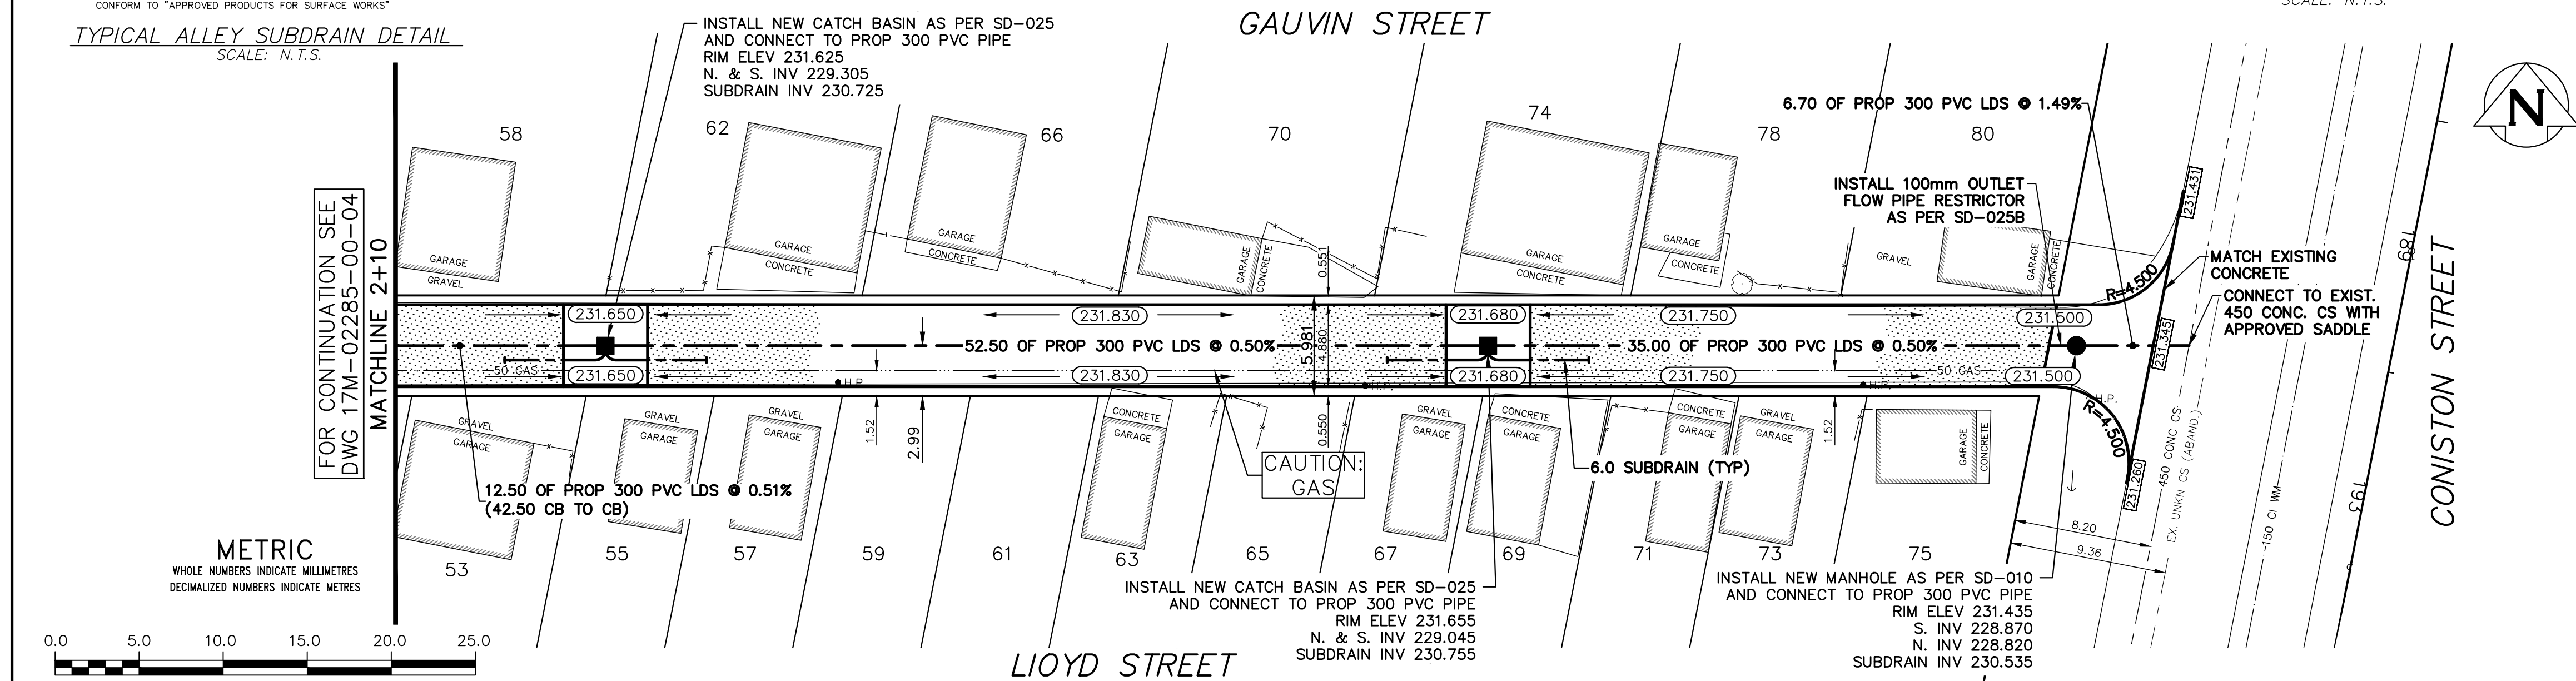 CONFORM TO "APPROVED PRODUCTS FOR SURFACE WORKS"
TYPICAL ALLEY SUBDRAIN DETAIL
SCALE: N.T.S.
SCALE: N.T.S.
GAUVIN STREET
INSTALL NEW CATCH BASIN AS PER SD-025
AND CONNECT TO PROP 300 PVC PIPE
RIM ELEV 231.625
N. & S. INV 229.305
SUBDRAIN INV 230.725
6.70 OF PROP 300 PVC LDS @ 1.49%
N
58
62
66
70
74
78
80
INSTALL 100mm OUTLET
FLOW PIPE RESTRICTOR
AS PER SD-025B
FOR CONTINUATION SEE
DWG 17M-02285-00-04
MATCHLINE 2+10
GARAGE
GRAVEL
GARAGE
CONCRETE
GARAGE
CONCRETE
GARAGE
CONCRETE
0.551
GARAGE
CONCRETE
GARAGE
CONCRETE
GRAVEL
GARAGE
CONCRETE
R=4.500
231.431
MATCH EXISTING
CONCRETE
CONNECT TO EXIST.
450 CONC. CS WITH
APPROVED SADDLE
189
CONISTON STREET
231.650
231.830
231.680
231.750
231.500
52.50 OF PROP 300 PVC LDS @ 0.50%
5.981
4.880
35.00 OF PROP 300 PVC LDS @ 0.50%
231.345
50 GAS
231.650
231.830
231.680
231.750
50 GAS
231.500
H.P.
H.P.
H.P.
H.P.
GRAVEL
GARAGE
GRAVEL
GARAGE
GRAVEL
GARAGE
1.52
2.99
CONCRETE
GARAGE
0.550
GRAVEL
GARAGE
CONCRETE
GARAGE
CONCRETE
GARAGE
GRAVEL
GARAGE
1.52
GARAGE
CONCRETE
R=4.500
231.260
450 CONC CS
EX. UNKN CS (ABAND.)
150 CI WM
193
CAUTION:
GAS
6.0 SUBDRAIN (TYP)
12.50 OF PROP 300 PVC LDS @ 0.51%
(42.50 CB TO CB)
8.20
9.36
METRIC
WHOLE NUMBERS INDICATE MILLIMETRES
DECIMALIZED NUMBERS INDICATE METRES
53
55
57
59
61
63
65
67
69
71
73
75
INSTALL NEW CATCH BASIN AS PER SD-025
AND CONNECT TO PROP 300 PVC PIPE
RIM ELEV 231.655
N. & S. INV 229.045
SUBDRAIN INV 230.755
INSTALL NEW MANHOLE AS PER SD-010
AND CONNECT TO PROP 300 PVC PIPE
RIM ELEV 231.435
S. INV 228.870
N. INV 228.820
SUBDRAIN INV 230.535
0.0 5.0 10.0 15.0 20.0 25.0
LIOYD STREET